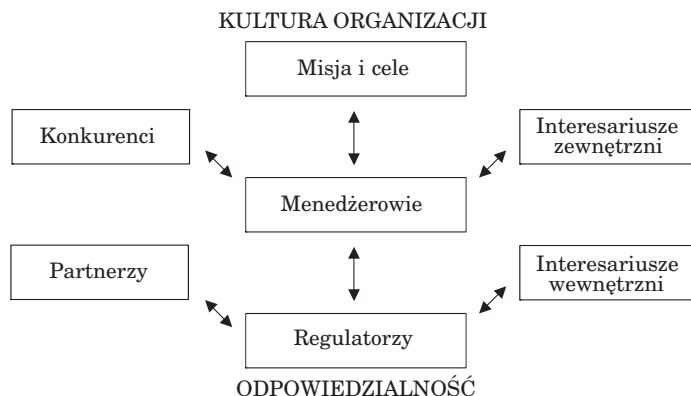 KULTURA ORGANIZACJI
Misja i cele
Konkurenci
Interesariusze
zewnętrzni
Menedżerowie
Partnerzy
Interesariusze
wewnętrzni
Regulatorzy
ODPOWIEDZIALNOŚĆ